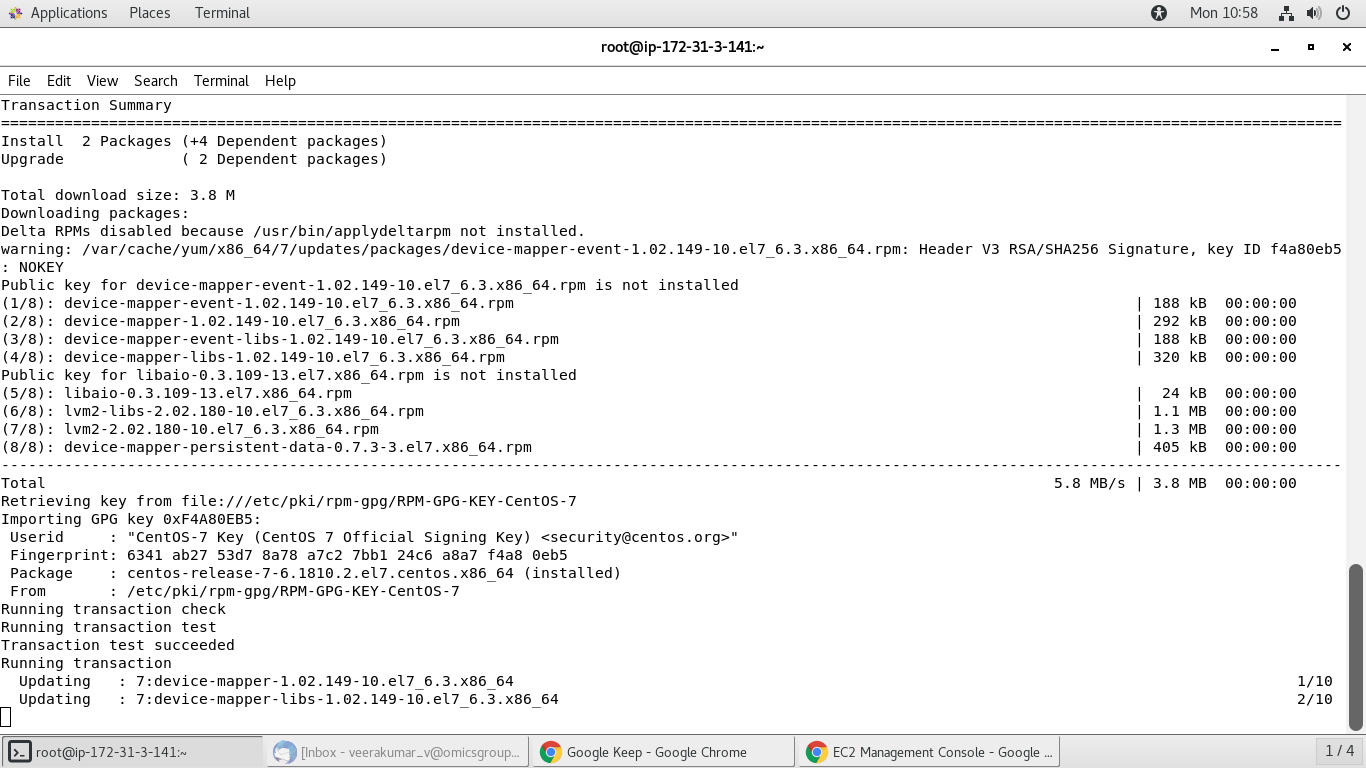 Applications Places Terminal Mon 10:58
root@ip-172-31-3-141:~
File Edit View Search Terminal Help
Transaction Summary
=====================================================================================================================================================
Install  2 Packages (+4 Dependent packages)
Upgrade             ( 2 Dependent packages)
Total download size: 3.8 M
Downloading packages:
Delta RPMs disabled because /usr/bin/applydeltarpm not installed.
warning: /var/cache/yum/x86_64/7/updates/packages/device-mapper-event-1.02.149-10.el7_6.3.x86_64.rpm: Header V3 RSA/SHA256 Signature, key ID f4a80eb5
: NOKEY
Public key for device-mapper-event-1.02.149-10.el7_6.3.x86_64.rpm is not installed
(1/8): device-mapper-event-1.02.149-10.el7_6.3.x86_64.rpm | 188 kB  00:00:00
(2/8): device-mapper-1.02.149-10.el7_6.3.x86_64.rpm | 292 kB  00:00:00
(3/8): device-mapper-event-libs-1.02.149-10.el7_6.3.x86_64.rpm | 188 kB  00:00:00
(4/8): device-mapper-libs-1.02.149-10.el7_6.3.x86_64.rpm | 320 kB  00:00:00
Public key for libaio-0.3.109-13.el7.x86_64.rpm is not installed
(5/8): libaio-0.3.109-13.el7.x86_64.rpm |  24 kB  00:00:00
(6/8): lvm2-libs-2.02.180-10.el7_6.3.x86_64.rpm | 1.1 MB  00:00:00
(7/8): lvm2-2.02.180-10.el7_6.3.x86_64.rpm | 1.3 MB  00:00:00
(8/8): device-mapper-persistent-data-0.7.3-3.el7.x86_64.rpm | 405 kB  00:00:00
-----------------------------------------------------------------------------------------------------------------------------------------------------
Total 5.8 MB/s | 3.8 MB  00:00:00
Retrieving key from file:///etc/pki/rpm-gpg/RPM-GPG-KEY-CentOS-7
Importing GPG key 0xF4A80EB5:
 Userid     : "CentOS-7 Key (CentOS 7 Official Signing Key) <security@centos.org>"
 Fingerprint: 6341 ab27 53d7 8a78 a7c2 7bb1 24c6 a8a7 f4a8 0eb5
 Package    : centos-release-7-6.1810.2.el7.centos.x86_64 (installed)
 From       : /etc/pki/rpm-gpg/RPM-GPG-KEY-CentOS-7
Running transaction check
Running transaction test
Transaction test succeeded
Running transaction
  Updating   : 7:device-mapper-1.02.149-10.el7_6.3.x86_64 1/10
  Updating   : 7:device-mapper-libs-1.02.149-10.el7_6.3.x86_64 2/10
root@ip-172-31-3-141:~ [Inbox - veerakumar_v@omicsgroup... Google Keep - Google Chrome EC2 Management Console - Google ... 1 / 4